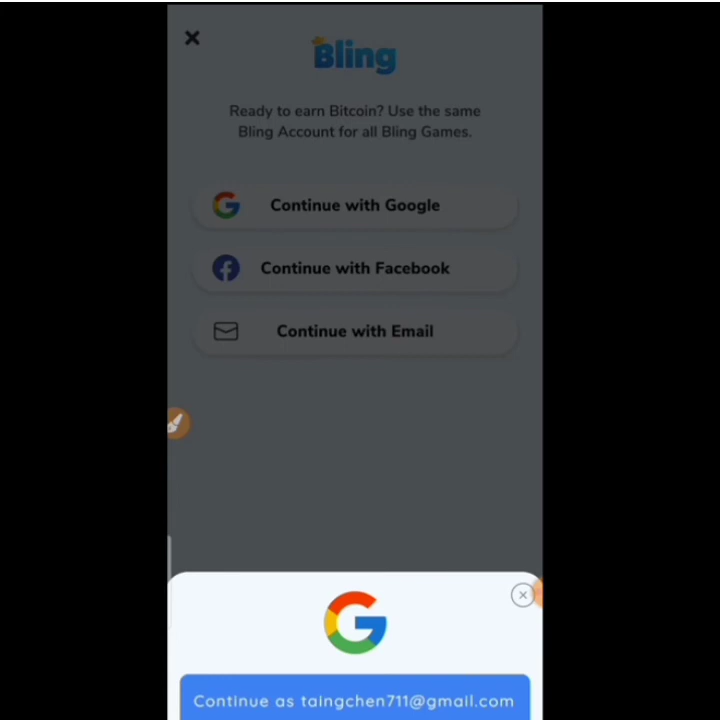 Bling
Ready to earn Bitcoin? Use the same
Bling Account for all Bling Games.
Continue with Google
Continue with Facebook
Continue with Email
Continue as taingchen711@gmail.com